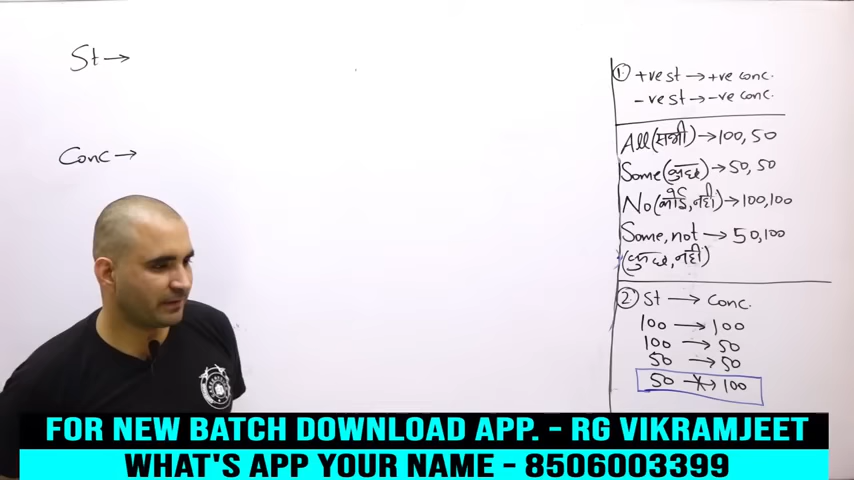 St →
Conc →
1. +ve st → +ve conc.
-ve st → -ve conc.
All (सभी) → 100, 50
Some (कुछ) → 50, 50
No (कोई, नहीं) → 100, 100
Some, not → 50, 100
(कुछ, नहीं)
2. St → Conc.
100 → 100
100 → 50
50 → 50
50 ↛ 100
FOR NEW BATCH DOWNLOAD APP. - RG VIKRAMJEET
WHAT'S APP YOUR NAME - 8506003399